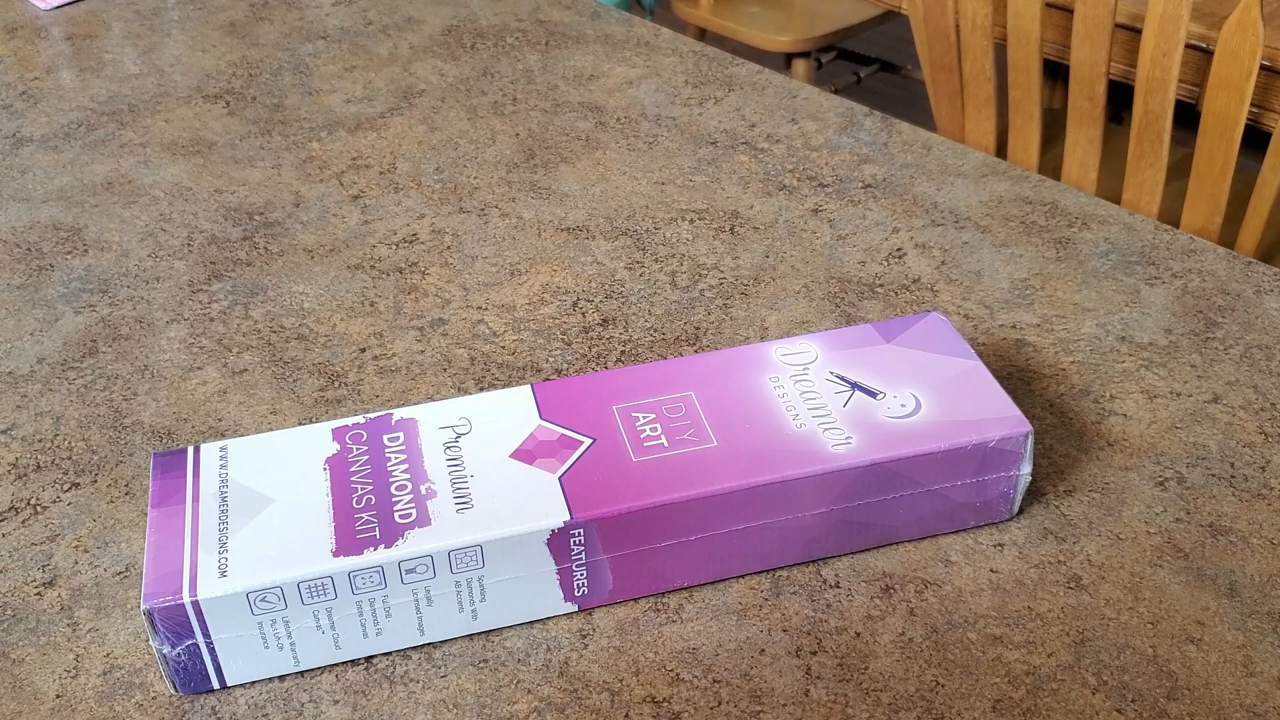 Dreamer
DESIGNS
DIY
ART
Premium
DIAMOND
CANVAS KIT
WWW.DREAMERDESIGNS.COM
FEATURES
Sparkling
Diamonds With
AB Accents
Legally
Licensed Images
Full Drill -
Diamonds Fill
Entire Canvas
Dreamer Cloud
Canvas™
Lifetime Warranty
Plus Uh-Oh
Insurance